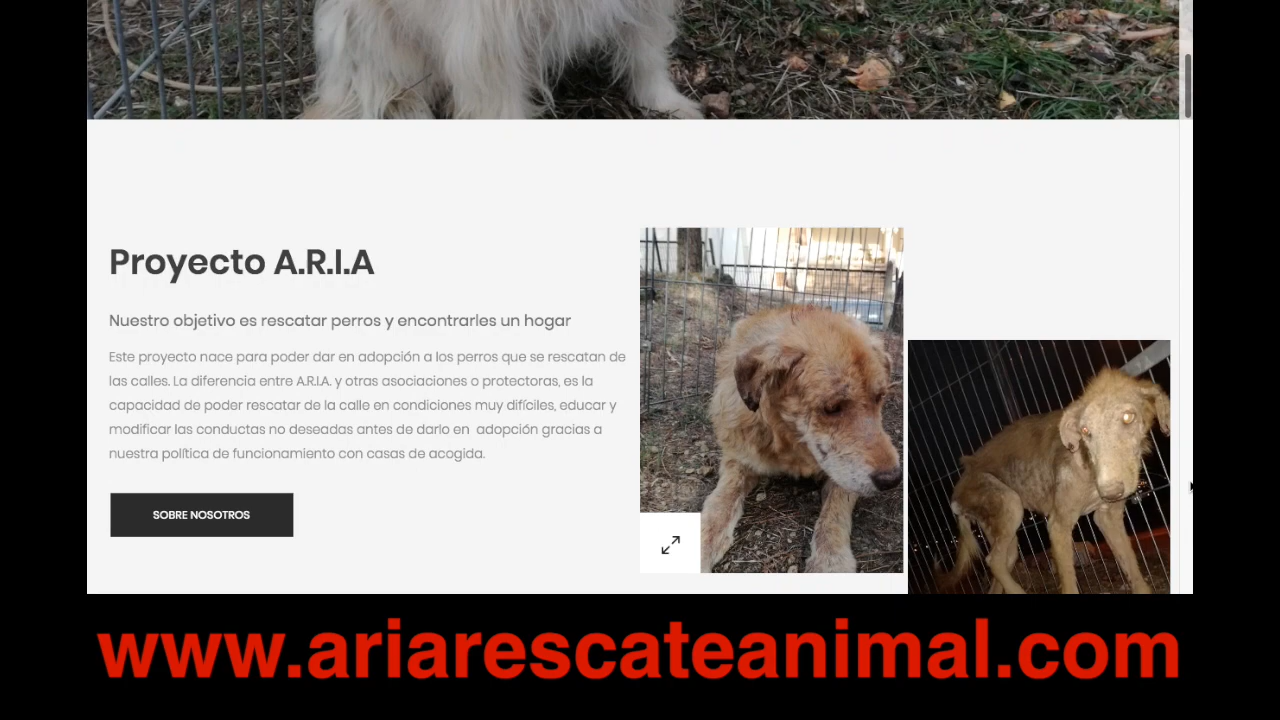 Proyecto A.R.I.A
Nuestro objetivo es rescatar perros y encontrarles un hogar
Este proyecto nace para poder dar en adopción a los perros que se rescatan de
las calles. La diferencia entre A.R.I.A. y otras asociaciones o protectoras, es la
capacidad de poder rescatar de la calle en condiciones muy difíciles, educar y
modificar las conductas no deseadas antes de darlo en  adopción gracias a
nuestra política de funcionamiento con casas de acogida.
SOBRE NOSOTROS
www.ariarescateanimal.com